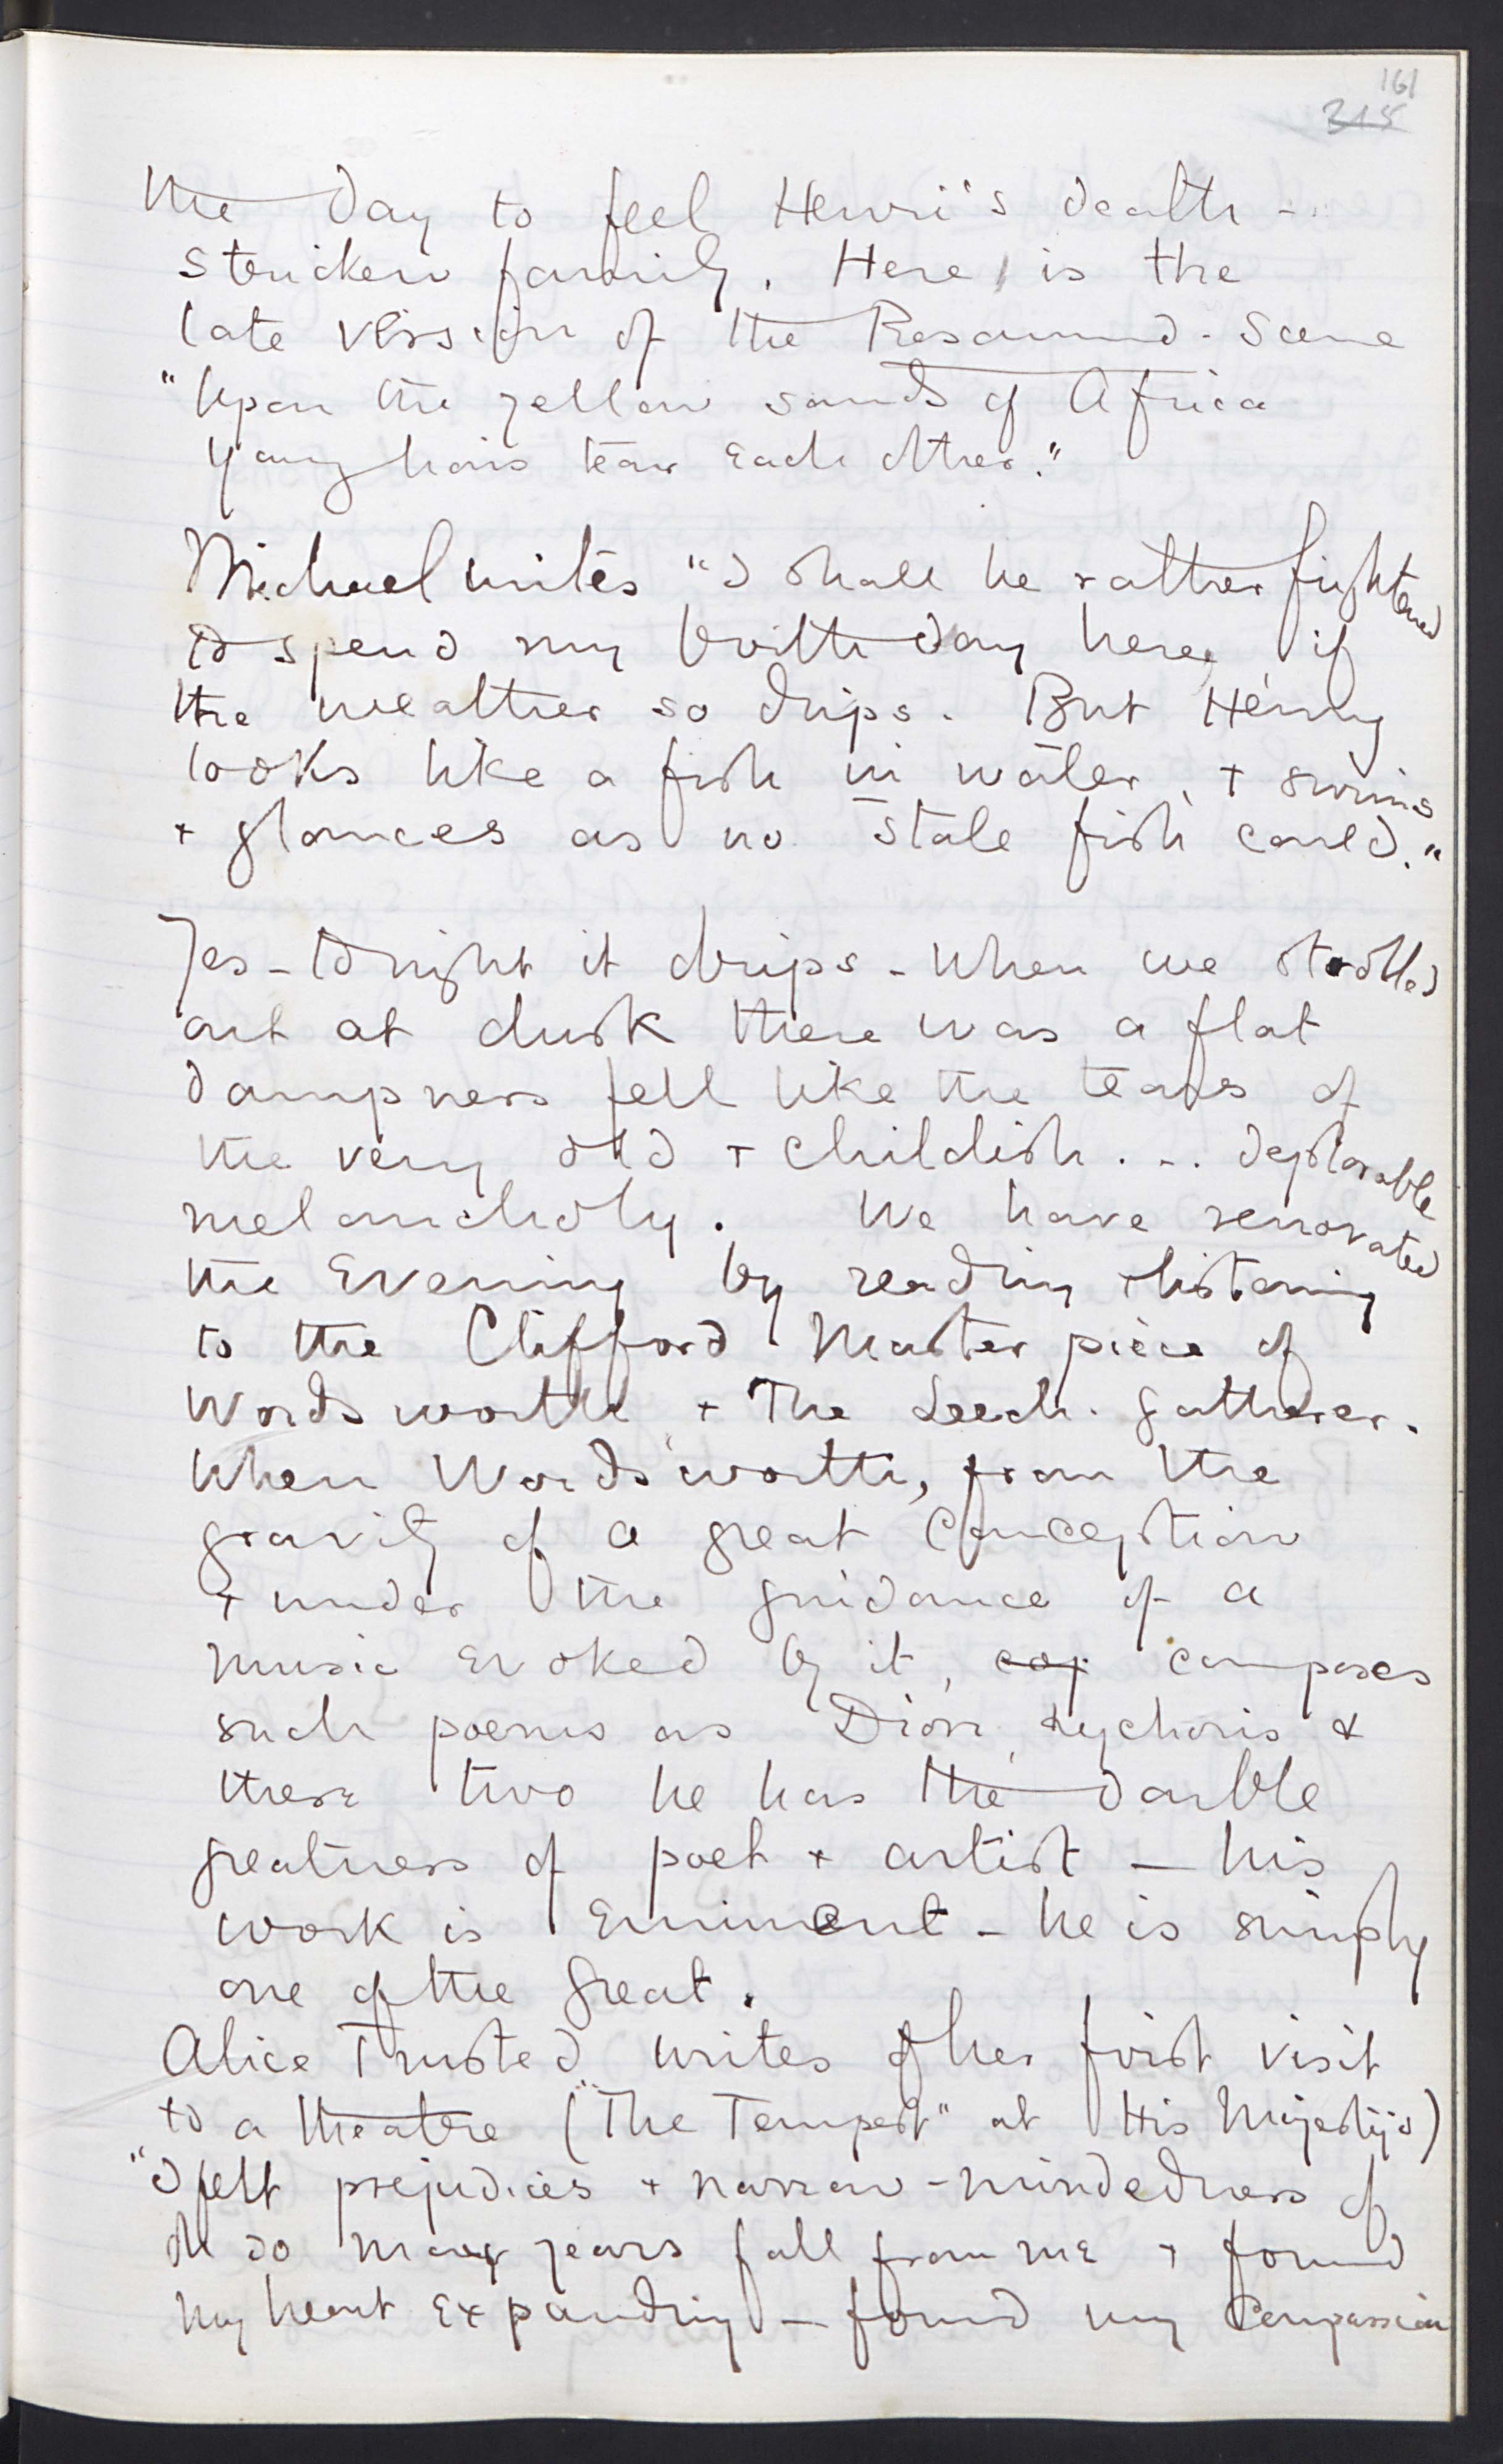 161
315
the Day to feel Henri's death -
stricken family. Here is the
late version of the Rosamund-Scene
"Upon the yellow sands of Africa
Young lions tear each other."
Michael writes "I shall be rather frightened
to spend my birthday here, if
the weather so drips. But Henny
looks like a fish in water, + swims
+ glances as no stale fish could."
Yes - tonight it drips - When we strolled
out at dusk there was a flat
dampness fell like the tears of
the very old + childish... deplorable
melancholy. We have renovated
the Evening by reading + listening
to the Clifford Master piece of
Wordsworth + The Leech-gatherer.
When Wordsworth, from the
gravity of a great Conception
+ under the guidance of a
music evoked by it, cop composes
such poems as Dion, Lychoris &
these two he has the double
greatness of poet + artist - his
work is Eminent - he is simply
one of the great.
Alice Trusted writes of her first visit
to a theatre ("The Tempest" at His Majesty's)
"I felt prejudices + narrow-mindedness of
oh so many years fall from me + found
my heart expanding - found my Compassion